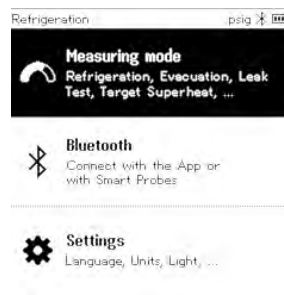 Refrigeration psig
Measuring mode
Refrigeration, Evacuation, Leak
Test, Target Superheat, ...
Bluetooth
Connect with the App or
with Smart Probes
Settings
Language, Units, Light, ...